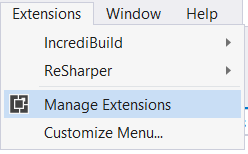 Extensions Window Help
IncrediBuild
ReSharper
Manage Extensions
Customize Menu...